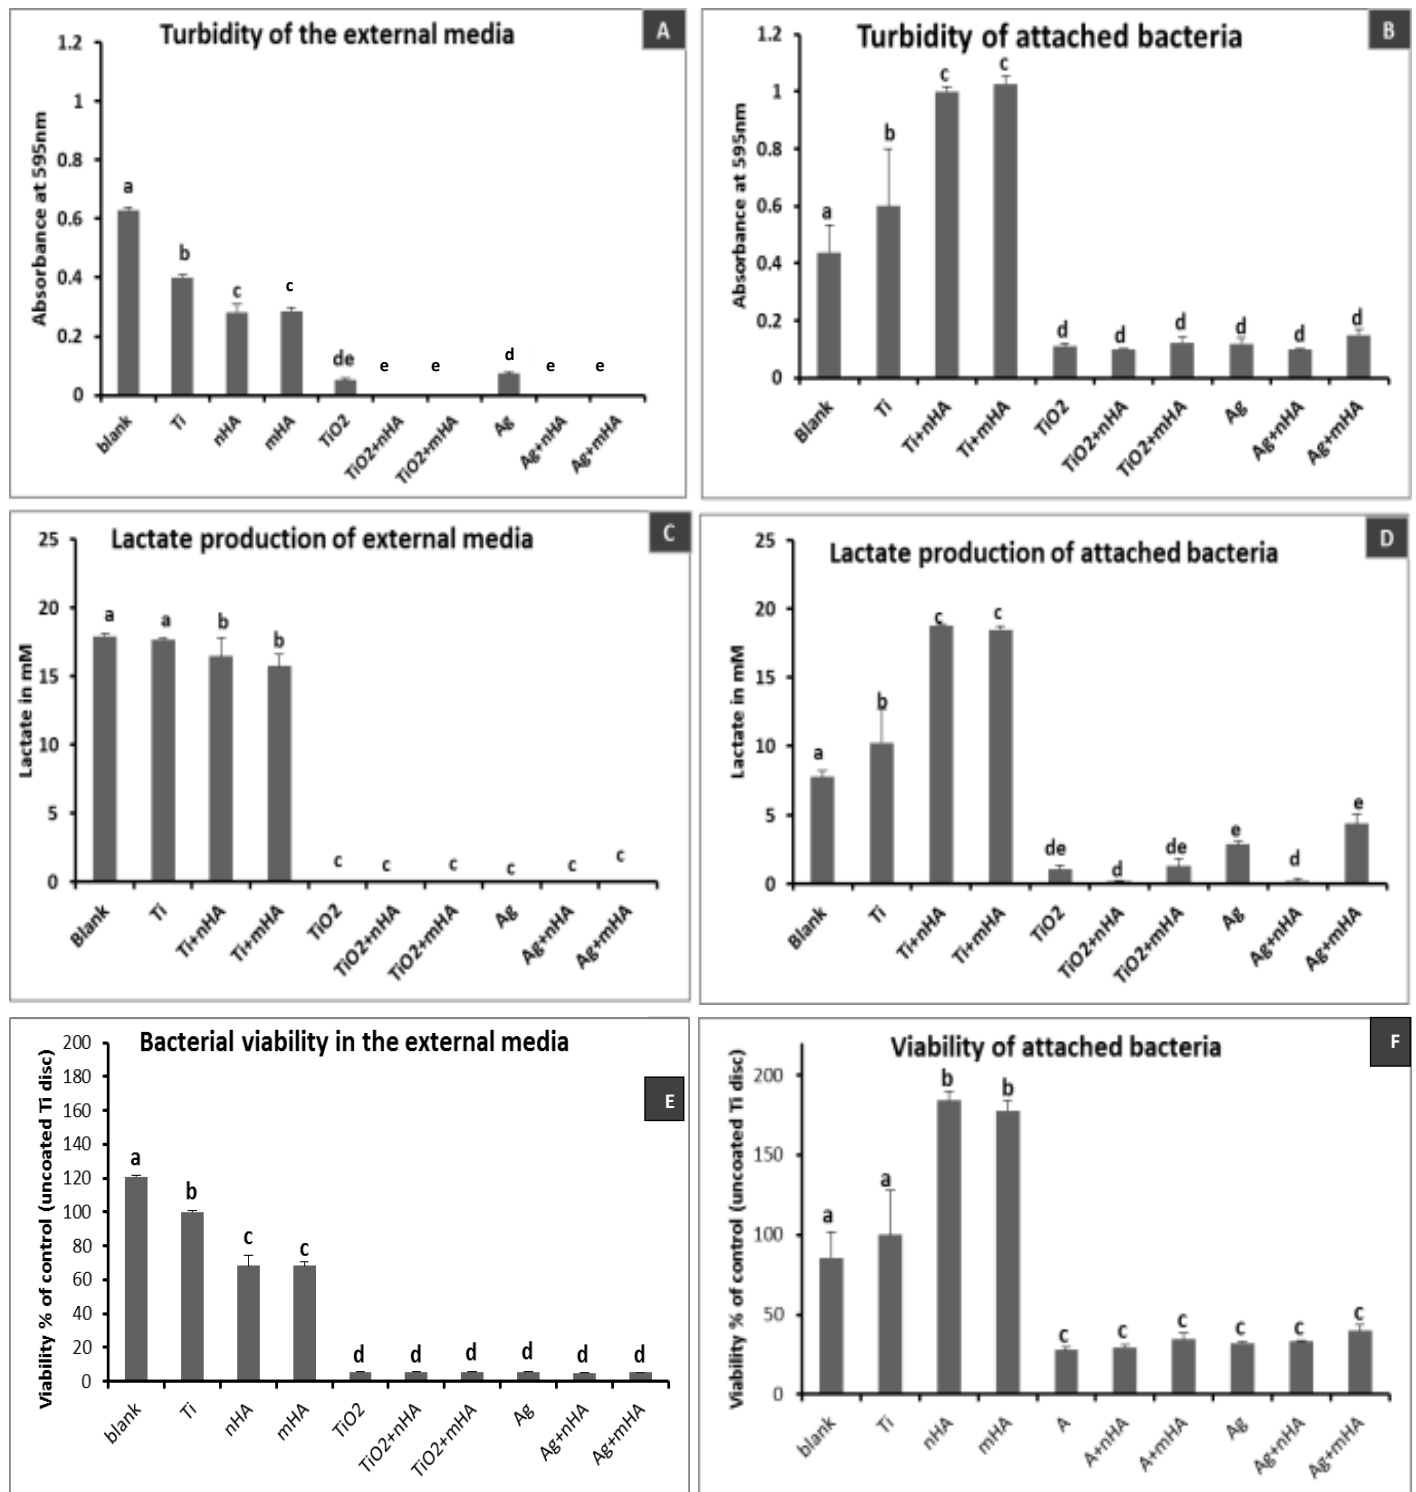 Turbidity of the external media
A
Absorbance at 595nm
1.2
1
0.8
0.6
0.4
0.2
0
a
b
c
c
de
e
e
d
e
e
blank
Ti
nHA
mHA
TiO2
TiO2+nHA
TiO2+mHA
Ag
Ag+nHA
Ag+mHA
Turbidity of attached bacteria
B
Absorbance at 595nm
1.2
1
0.8
0.6
0.4
0.2
0
a
b
c
c
d
d
d
d
d
d
Blank
Ti
Ti+nHA
Ti+mHA
TiO2
TiO2+nHA
TiO2+mHA
Ag
Ag+nHA
Ag+mHA
Lactate production of external media
C
Lactate in mM
25
20
15
10
5
0
a
a
b
b
c
c
c
c
c
c
Blank
Ti
Ti+nHA
Ti+mHA
TiO2
TiO2+nHA
TiO2+mHA
Ag
Ag+nHA
Ag+mHA
Lactate production of attached bacteria
D
Lactate in mM
25
20
15
10
5
0
a
b
c
c
de
d
de
e
d
e
Blank
Ti
Ti+nHA
Ti+mHA
TiO2
TiO2+nHA
TiO2+mHA
Ag
Ag+nHA
Ag+mHA
Bacterial viability in the external media
E
Viability % of control (uncoated Ti disc)
200
180
160
140
120
100
80
60
40
20
0
a
b
c
c
d
d
d
d
d
d
blank
Ti
nHA
mHA
TiO2
TiO2+nHA
TiO2+mHA
Ag
Ag+nHA
Ag+mHA
Viability of attached bacteria
F
Viability % of control (uncoated Ti disc)
200
150
100
50
0
a
a
b
b
c
c
c
c
c
c
blank
Ti
nHA
mHA
A
A+nHA
A+mHA
Ag
Ag+nHA
Ag+mHA